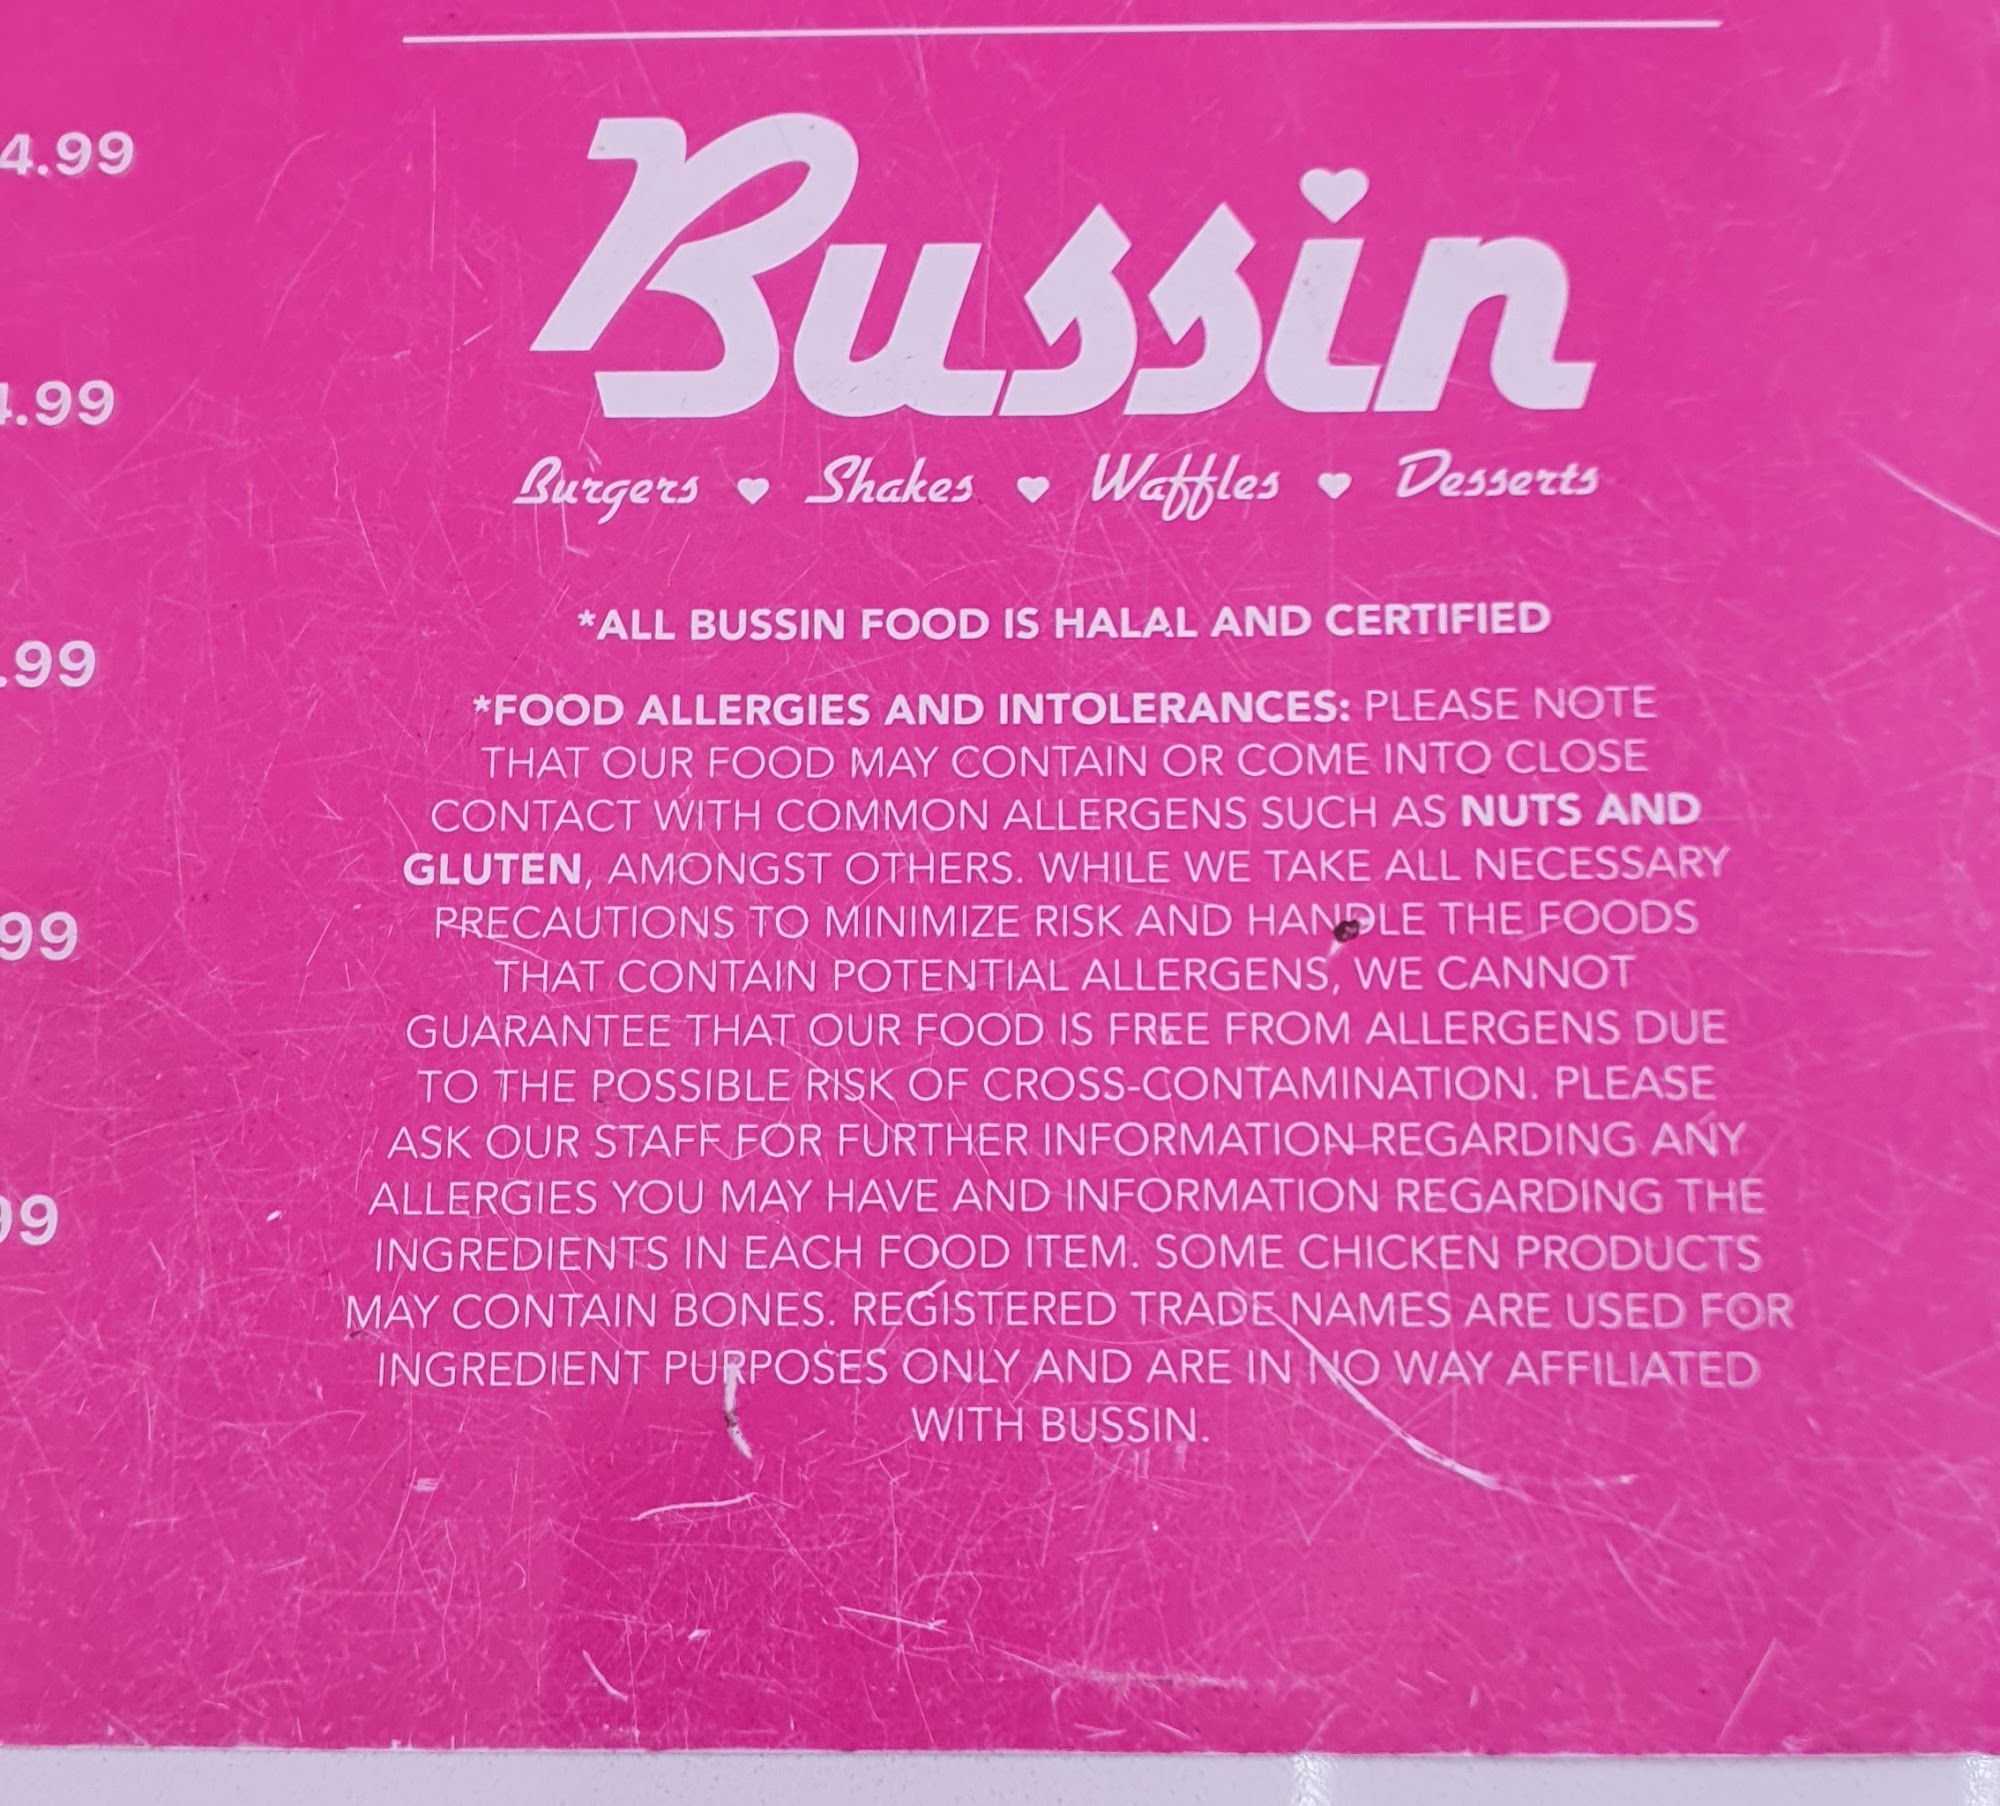 4.99
4.99
.99
99
99
Bussin
Burgers ♥ Shakes ♥ Waffles ♥ Desserts
*ALL BUSSIN FOOD IS HALAL AND CERTIFIED
*FOOD ALLERGIES AND INTOLERANCES: PLEASE NOTE
THAT OUR FOOD MAY CONTAIN OR COME INTO CLOSE
CONTACT WITH COMMON ALLERGENS SUCH AS NUTS AND
GLUTEN, AMONGST OTHERS. WHILE WE TAKE ALL NECESSARY
PRECAUTIONS TO MINIMIZE RISK AND HANDLE THE FOODS
THAT CONTAIN POTENTIAL ALLERGENS, WE CANNOT
GUARANTEE THAT OUR FOOD IS FREE FROM ALLERGENS DUE
TO THE POSSIBLE RISK OF CROSS-CONTAMINATION. PLEASE
ASK OUR STAFF FOR FURTHER INFORMATION REGARDING ANY
ALLERGIES YOU MAY HAVE AND INFORMATION REGARDING THE
INGREDIENTS IN EACH FOOD ITEM. SOME CHICKEN PRODUCTS
MAY CONTAIN BONES. REGISTERED TRADE NAMES ARE USED FOR
INGREDIENT PURPOSES ONLY AND ARE IN NO WAY AFFILIATED
WITH BUSSIN.